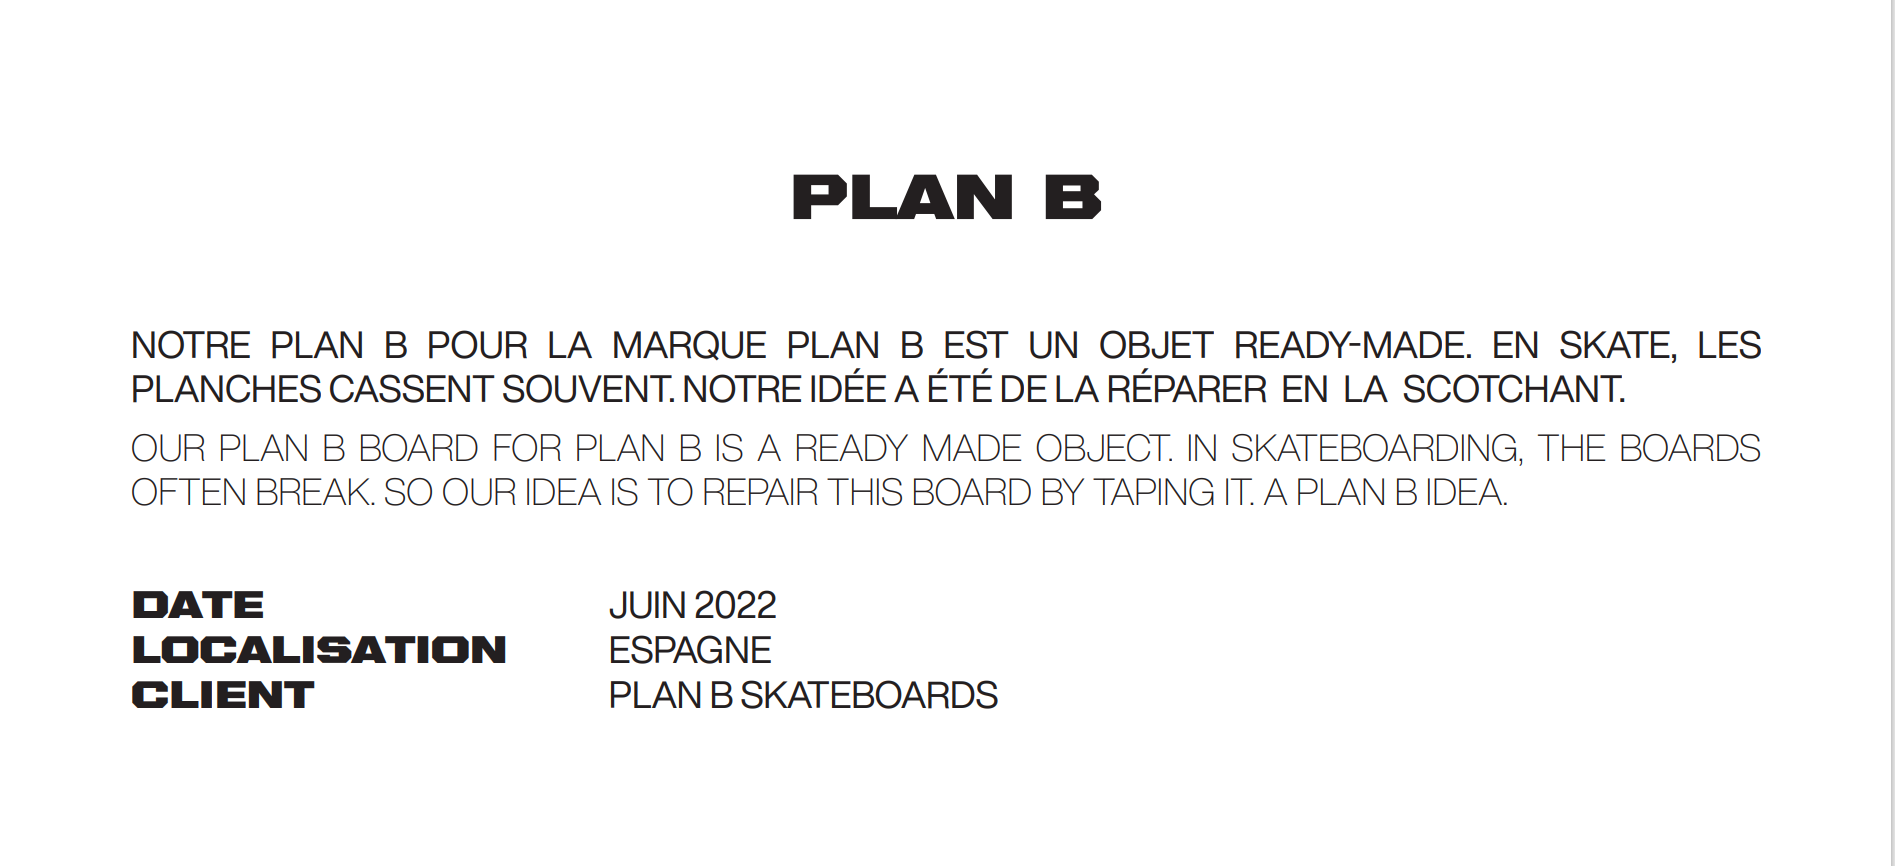 PLAN B
NOTRE PLAN B POUR LA MARQUE PLAN B EST UN OBJET READY-MADE. EN SKATE, LES
PLANCHES CASSENT SOUVENT. NOTRE IDÉE A ÉTÉ DE LA RÉPARER EN LA SCOTCHANT.
OUR PLAN B BOARD FOR PLAN B IS A READY MADE OBJECT. IN SKATEBOARDING, THE BOARDS
OFTEN BREAK. SO OUR IDEA IS TO REPAIR THIS BOARD BY TAPING IT. A PLAN B IDEA.
DATE JUIN 2022
LOCALISATION ESPAGNE
CLIENT PLAN B SKATEBOARDS